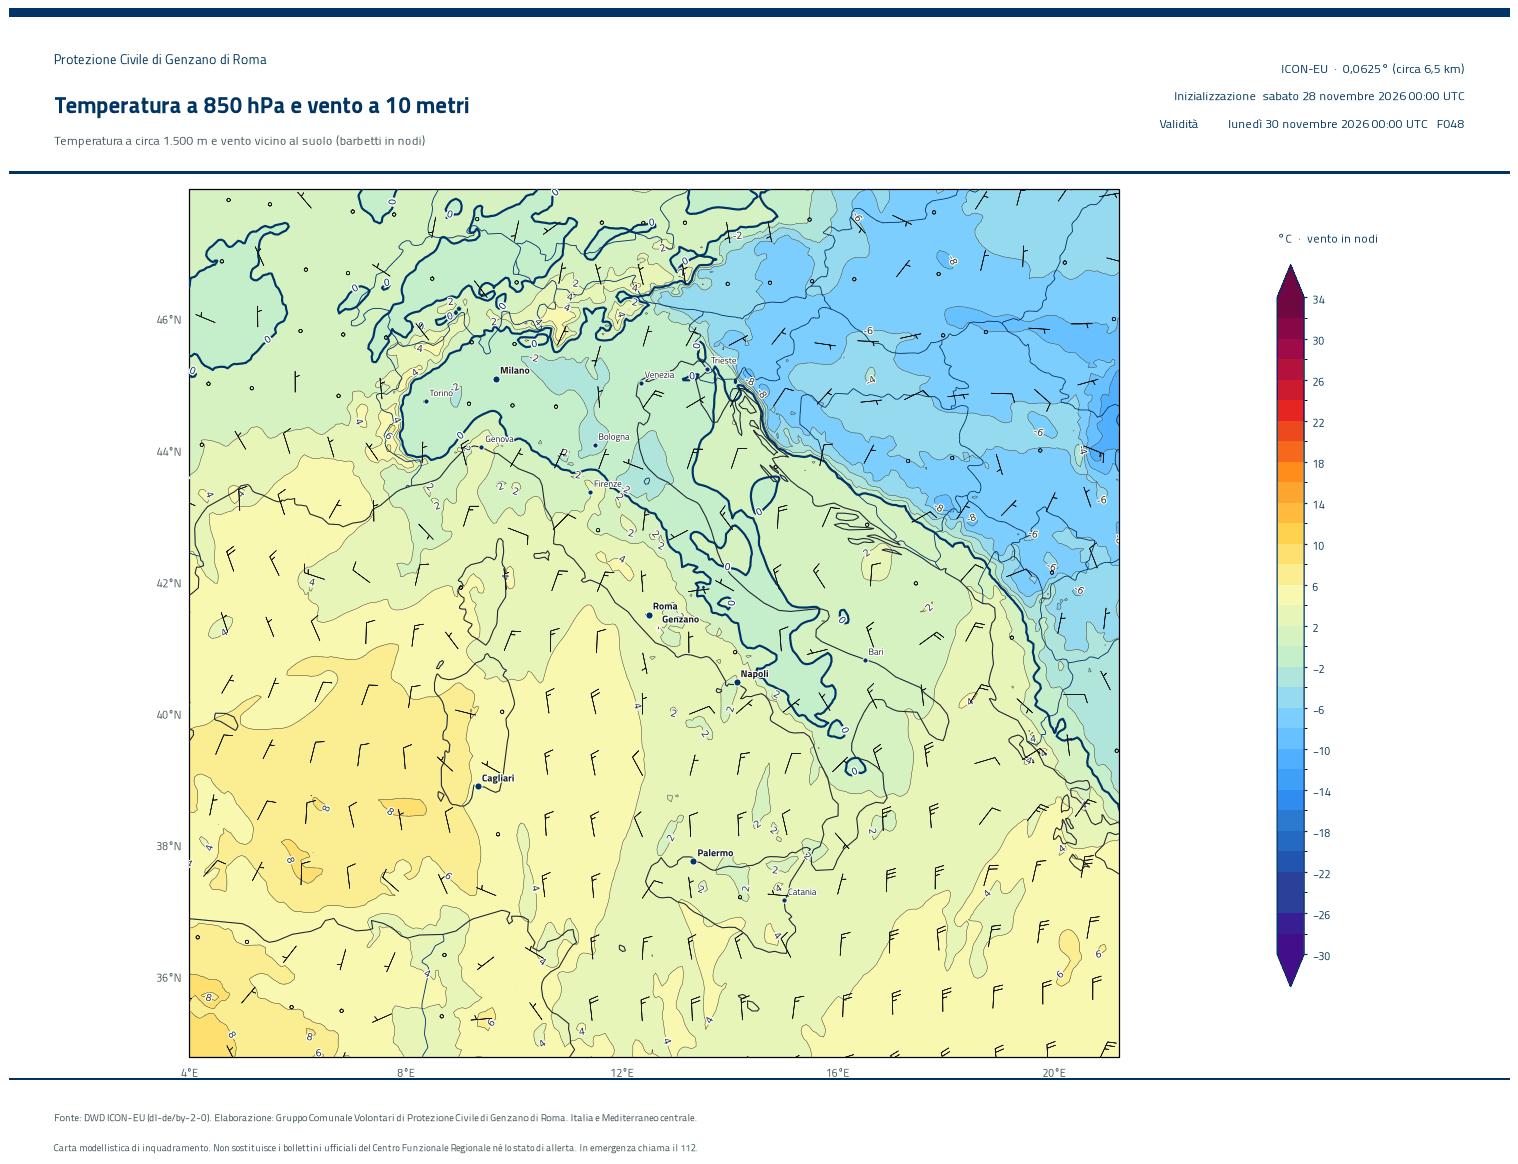 Protezione Civile di Genzano di Roma
Temperatura a 850 hPa e vento a 10 metri
Temperatura a circa 1.500 m e vento vicino al suolo (barbetti in nodi)
ICON-EU · 0,0625° (circa 6,5 km)
Inizializzazione sabato 28 novembre 2026 00:00 UTC
Validità lunedì 30 novembre 2026 00:00 UTC F048
°C · vento in nodi
34
30
26
22
18
14
10
6
2
−2
−6
−10
−14
−18
−22
−26
−30
46°N
44°N
42°N
40°N
38°N
36°N
4°E
8°E
12°E
16°E
20°E
Milano
Torino
Venezia
Trieste
Genova
Bologna
Firenze
Roma
Genzano
Napoli
Bari
Cagliari
Palermo
Catania
Fonte: DWD ICON-EU (dl-de/by-2-0). Elaborazione: Gruppo Comunale Volontari di Protezione Civile di Genzano di Roma. Italia e Mediterraneo centrale.
Carta modellistica di inquadramento. Non sostituisce i bollettini ufficiali del Centro Funzionale Regionale né lo stato di allerta. In emergenza chiama il 112.